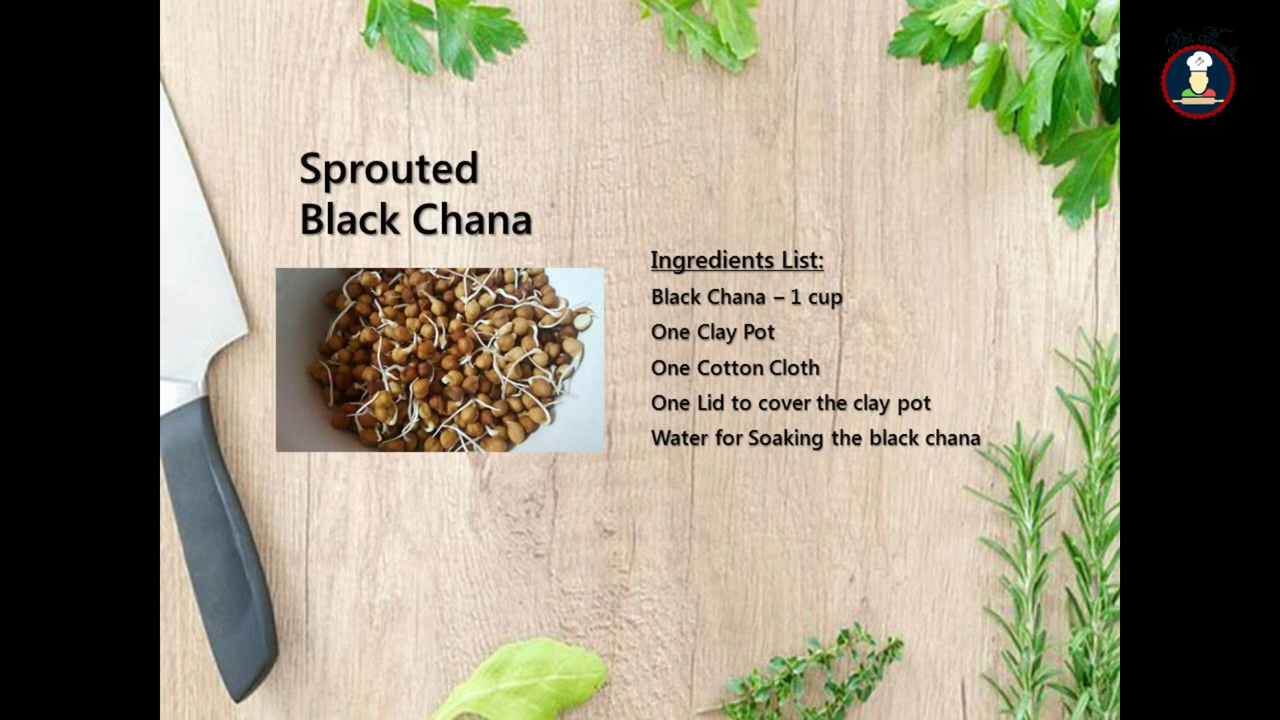 Sprouted
Black Chana
Ingredients List:
Black Chana – 1 cup
One Clay Pot
One Cotton Cloth
One Lid to cover the clay pot
Water for Soaking the black chana